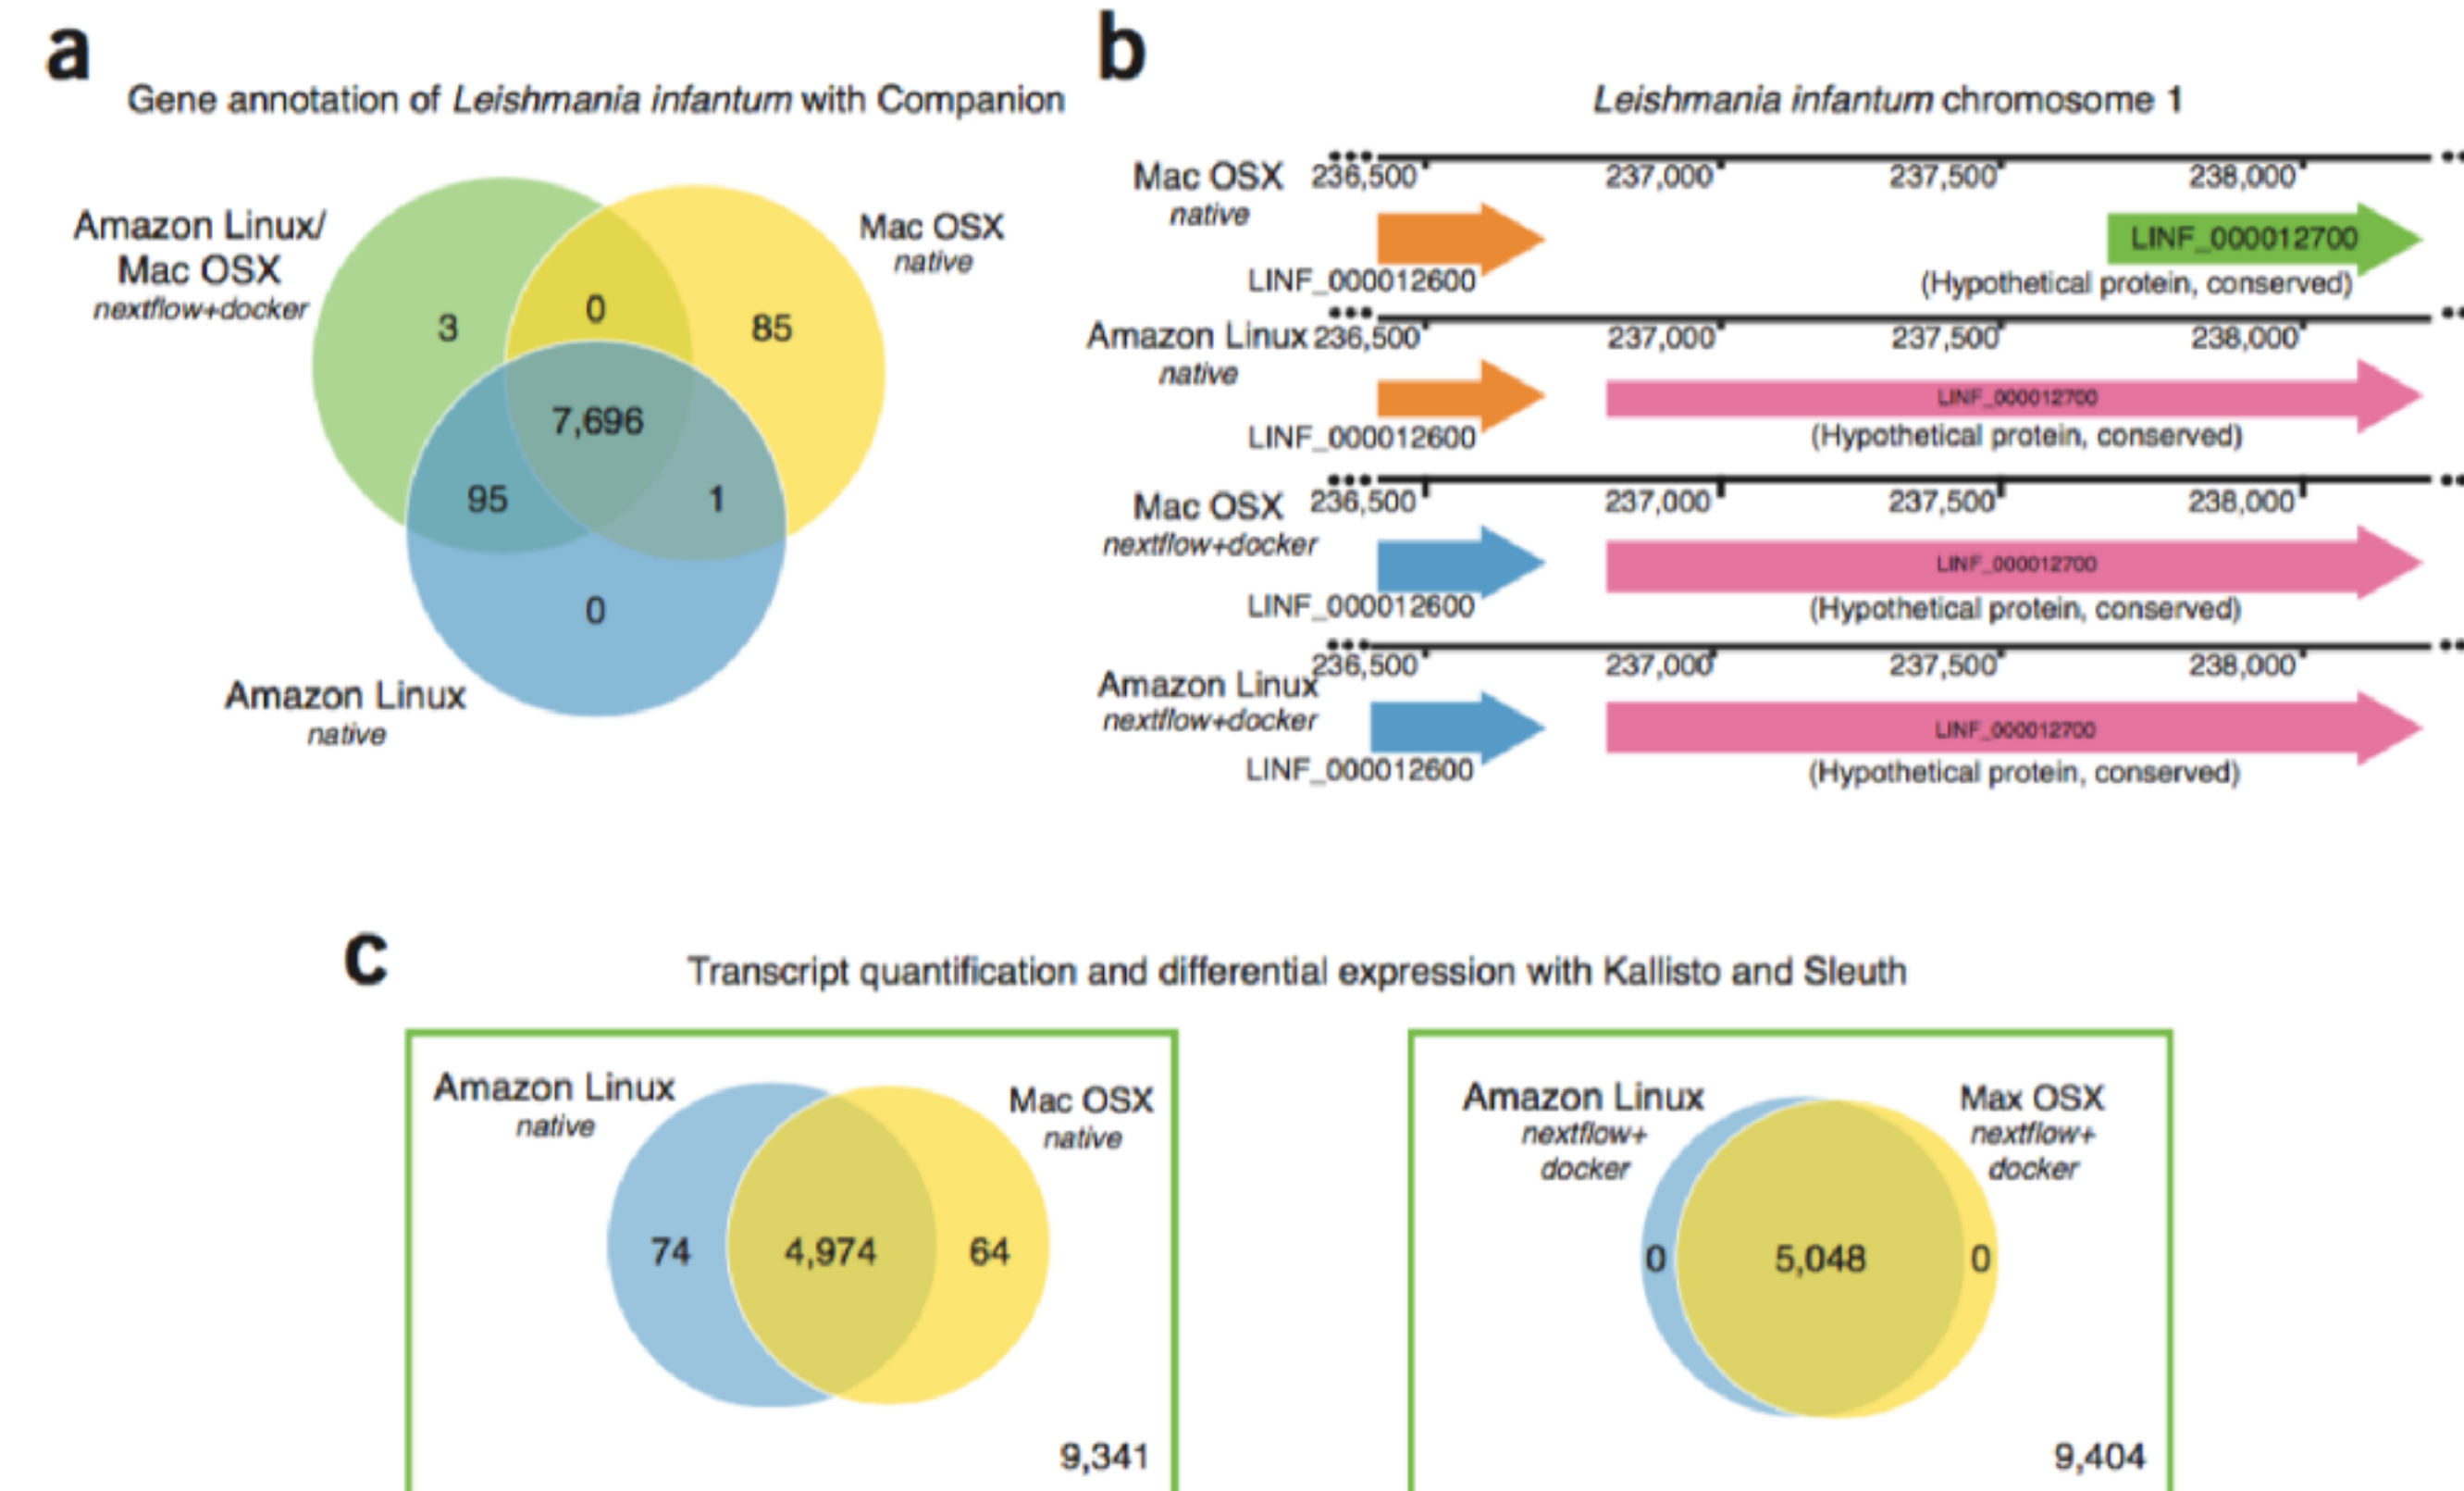 a
Gene annotation of Leishmania infantum with Companion
Amazon Linux/
Mac OSX
nextflow+docker
Mac OSX
native
3
0
85
7,696
95
1
0
Amazon Linux
native
b
Leishmania infantum chromosome 1
Mac OSX
native
236,500
237,000
237,500
238,000
LINF_000012700
LINF_000012600
(Hypothetical protein, conserved)
Amazon Linux
native
236,500
237,000
237,500
238,000
LINF_000012700
LINF_000012600
(Hypothetical protein, conserved)
Mac OSX
nextflow+docker
236,500
237,000
237,500
238,000
LINF_000012700
LINF_000012600
(Hypothetical protein, conserved)
Amazon Linux
nextflow+docker
236,500
237,000
237,500
238,000
LINF_000012700
LINF_000012600
(Hypothetical protein, conserved)
c
Transcript quantification and differential expression with Kallisto and Sleuth
Amazon Linux
native
Mac OSX
native
74
4,974
64
9,341
Amazon Linux
nextflow+
docker
Max OSX
nextflow+
docker
0
5,048
0
9,404